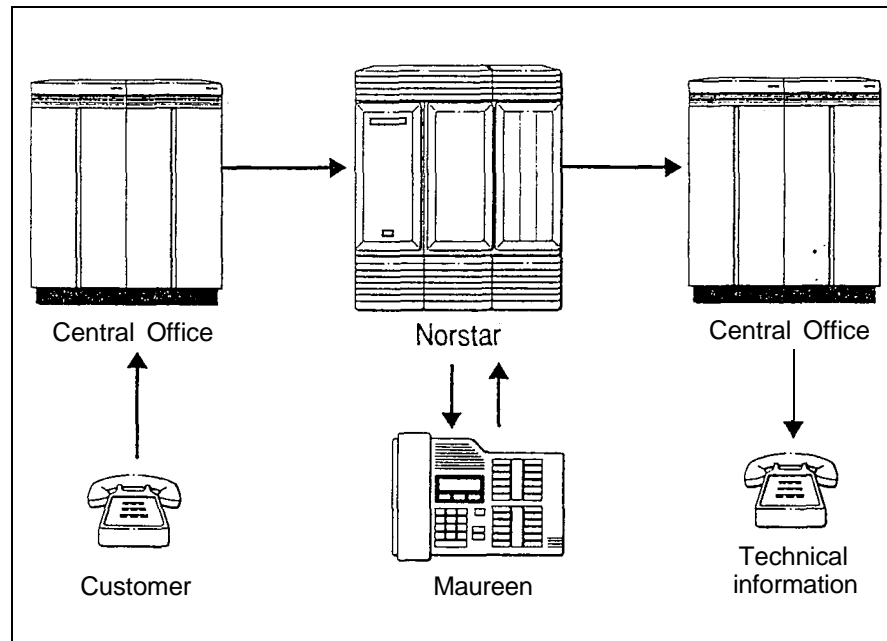 Central Office
Norstar
Central Office
Customer
Maureen
Technical
information